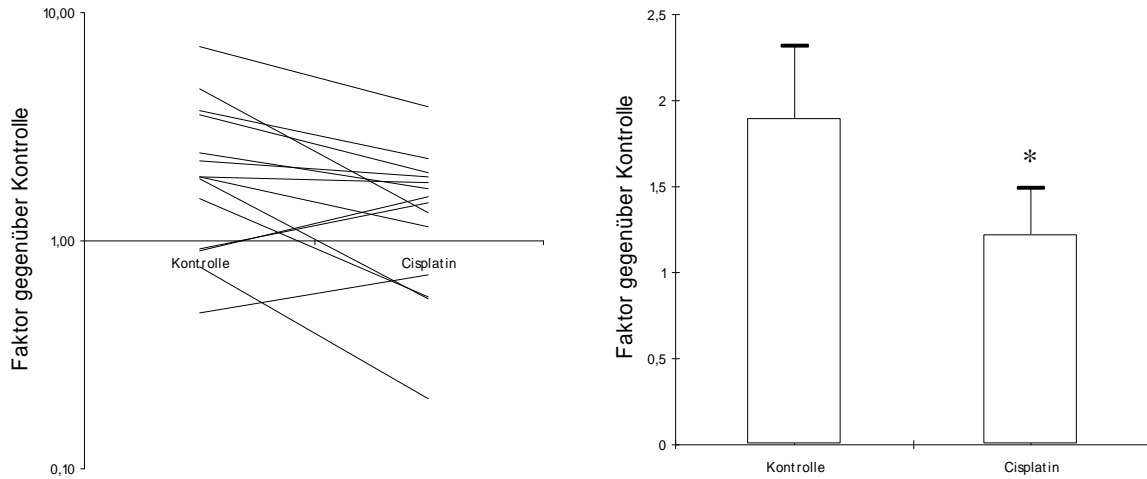 Faktor gegenüber Kontrolle
10,00
1,00
0,10
Kontrolle
Cisplatin
Faktor gegenüber Kontrolle
2,5
2
1,5
1
0,5
0
*
Kontrolle
Cisplatin